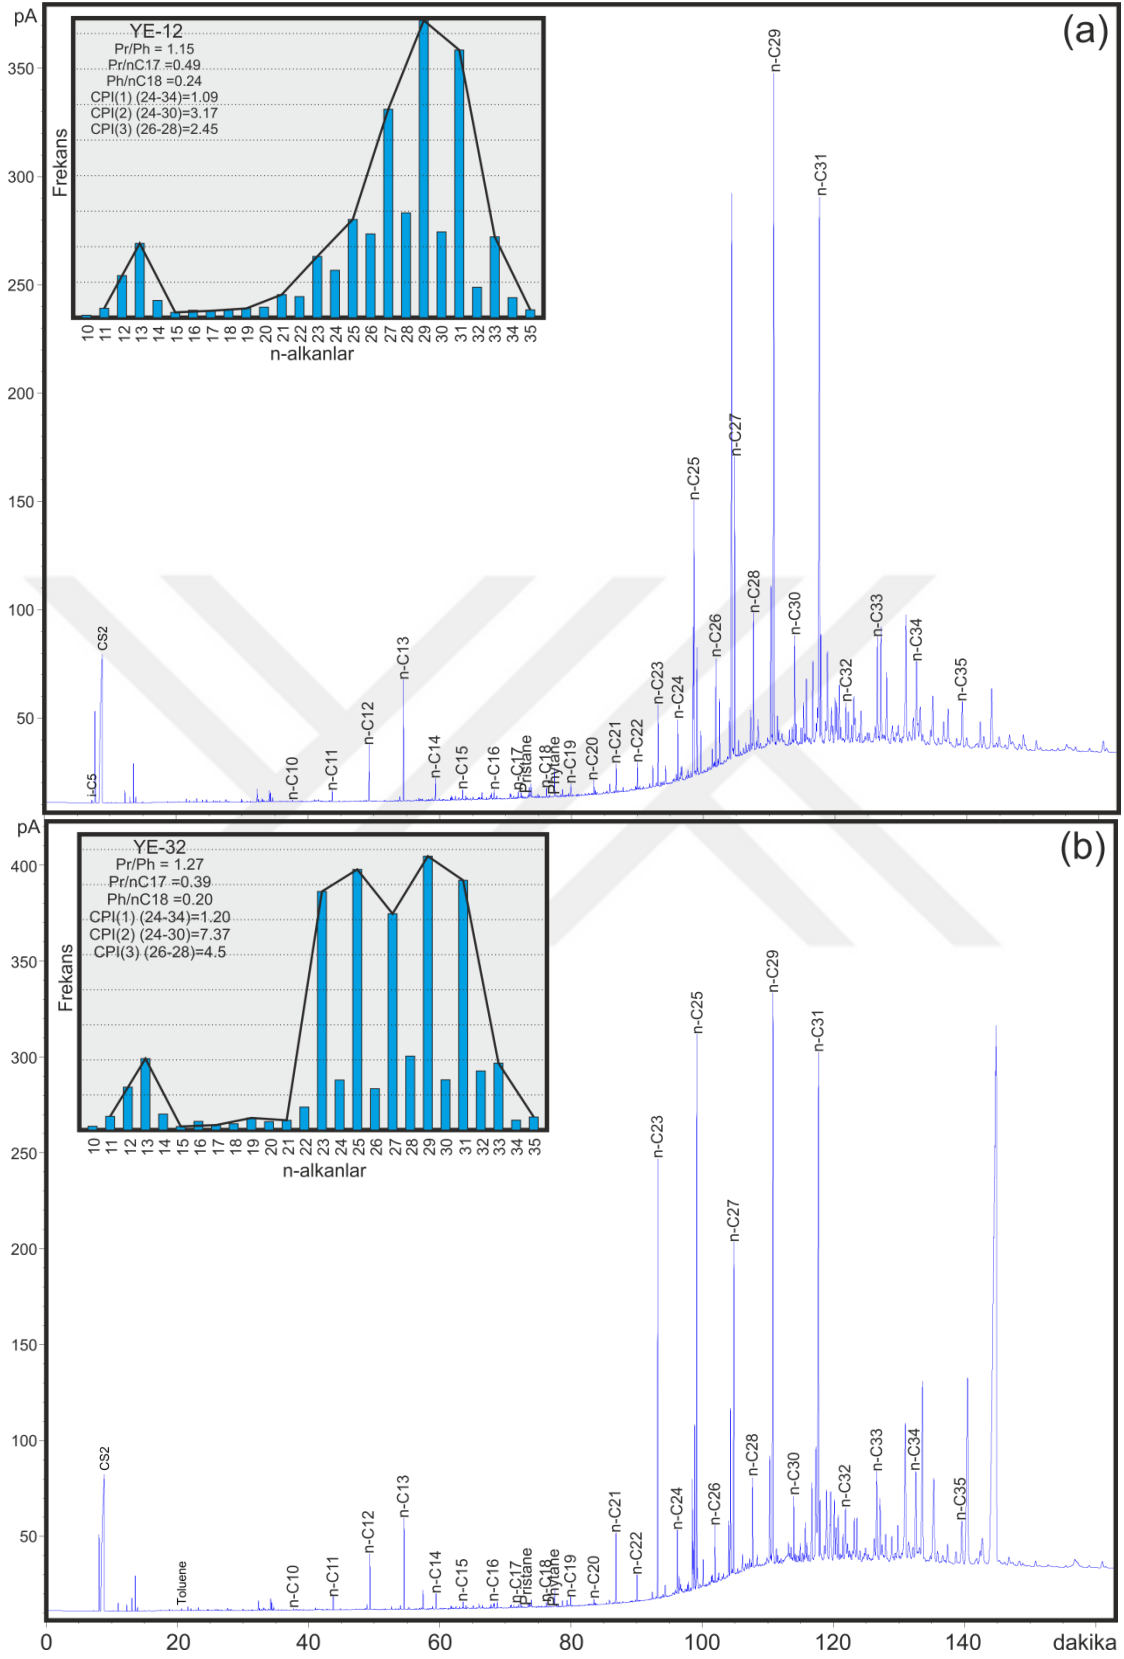 pA
(a)
YE-12
Pr/Ph = 1.15
Pr/nC17 =0.49
Ph/nC18 =0.24
CPI(1) (24-34)=1.09
CPI(2) (24-30)=3.17
CPI(3) (26-28)=2.45
Frekans
10 11 12 13 14 15 16 17 18 19 20 21 22 23 24 25 26 27 28 29 30 31 32 33 34 35
n-alkanlar
350
300
250
200
150
100
50
i-C5
CS2
n-C10
n-C11
n-C12
n-C13
n-C14
n-C15
n-C16
n-C17
Pristane
n-C18
Phytane
n-C19
n-C20
n-C21
n-C22
n-C23
n-C24
n-C25
n-C26
n-C27
n-C28
n-C29
n-C30
n-C31
n-C32
n-C33
n-C34
n-C35
pA
(b)
YE-32
Pr/Ph = 1.27
Pr/nC17 =0.39
Ph/nC18 =0.20
CPI(1) (24-34)=1.20
CPI(2) (24-30)=7.37
CPI(3) (26-28)=4.5
Frekans
10 11 12 13 14 15 16 17 18 19 20 21 22 23 24 25 26 27 28 29 30 31 32 33 34 35
n-alkanlar
400
350
300
250
200
150
100
50
CS2
Toluene
n-C10
n-C11
n-C12
n-C13
n-C14
n-C15
n-C16
n-C17
Pristane
n-C18
Phytane
n-C19
n-C20
n-C21
n-C22
n-C23
n-C24
n-C25
n-C26
n-C27
n-C28
n-C29
n-C30
n-C31
n-C32
n-C33
n-C34
n-C35
0 20 40 60 80 100 120 140 dakika